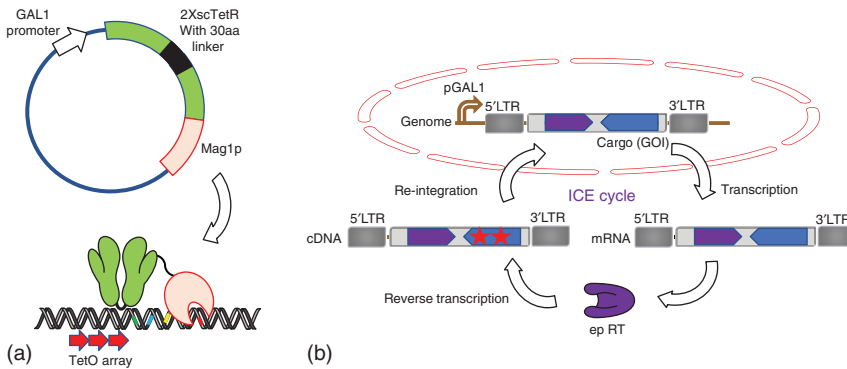 GAL1
promoter
2XscTetR
With 30aa
linker
Mag1p
TetO array
(a)
pGAL1
5′LTR
3′LTR
Genome
Cargo (GOI)
Re-integration
ICE cycle
Transcription
5′LTR
3′LTR
5′LTR
3′LTR
cDNA
mRNA
Reverse transcription
ep RT
(b)